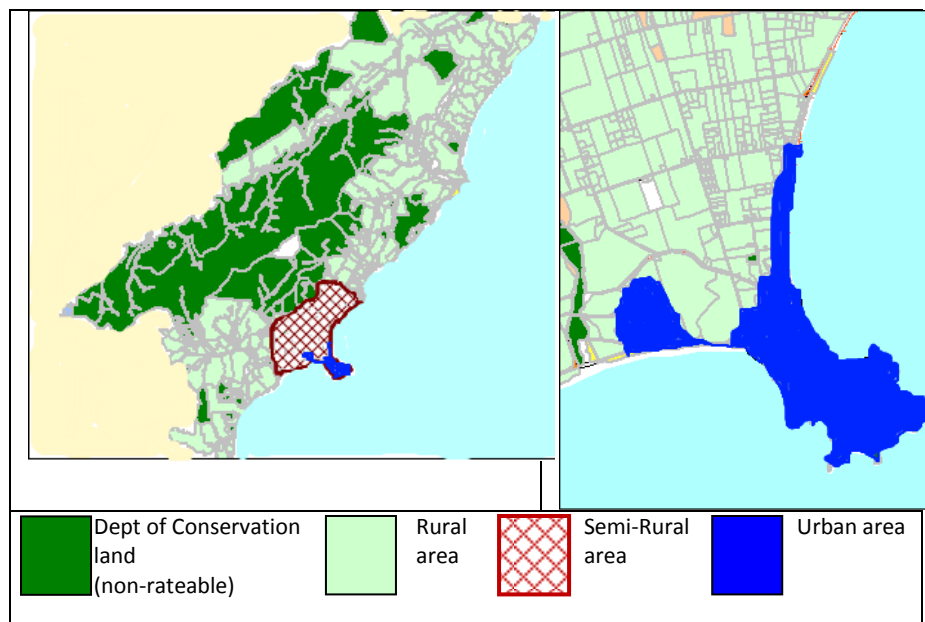 Dept of Conservation
land
(non-rateable)
Rural
area
Semi-Rural
area
Urban area